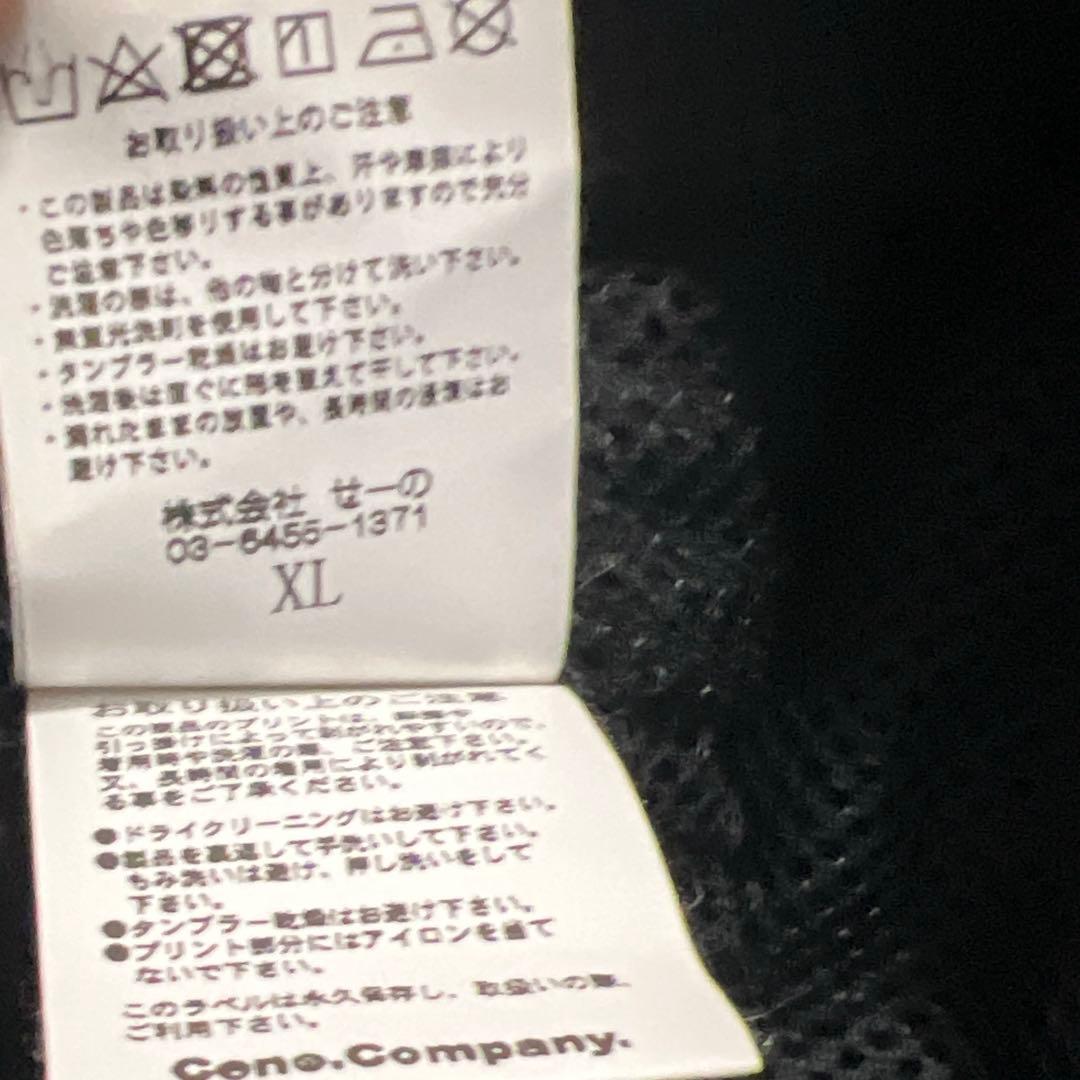 お取り扱い上のご注意
・この製品は染料の性質上、汗や摩擦により
色落ちや色移りする事がありますので充分
ご注意下さい。
・洗濯の際は、他の物と分けて洗い下さい。
・無蛍光洗剤を使用して下さい。
・タンブラー乾燥はお避け下さい。
・洗濯後は直ぐに形を整えて干して下さい。
・濡れたままの放置や、長時間の浸漬はお
避け下さい。
株式会社 せーの
03-6455-1371
XL
お取り扱い上のご注意
この商品のプリントは、摩擦や
引っ掛けによって剥がれやすいので、
着用時や洗濯の際、ご注意下さい。
又、長時間の着用により剥がれてく
る事をご了承ください。
●ドライクリーニングはお避け下さい。
●製品を裏返して手洗いして下さい。
もみ洗いは避け、押し洗いをして
下さい。
●タンブラー乾燥はお避け下さい。
●プリント部分にはアイロンを当て
ないで下さい。
このラベルは永久保存し、取扱いの際、
ご利用下さい。
Ceno.Company.